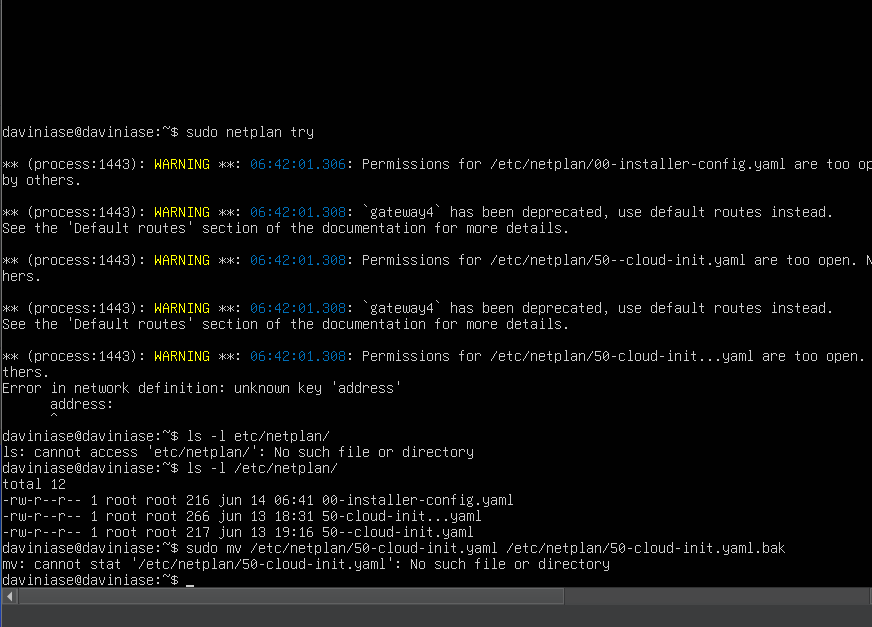 daviniase@daviniase:~$ sudo netplan try
** (process:1443): WARNING **: 06:42:01.306: Permissions for /etc/netplan/00-installer-config.yaml are too op
by others.
** (process:1443): WARNING **: 06:42:01.308: `gateway4` has been deprecated, use default routes instead.
See the 'Default routes' section of the documentation for more details.
** (process:1443): WARNING **: 06:42:01.308: Permissions for /etc/netplan/50--cloud-init.yaml are too open. N
hers.
** (process:1443): WARNING **: 06:42:01.308: `gateway4` has been deprecated, use default routes instead.
See the 'Default routes' section of the documentation for more details.
** (process:1443): WARNING **: 06:42:01.308: Permissions for /etc/netplan/50-cloud-init...yaml are too open.
thers.
Error in network definition: unknown key 'address'
address:
^
daviniase@daviniase:~$ ls -l etc/netplan/
ls: cannot access 'etc/netplan/': No such file or directory
daviniase@daviniase:~$ ls -l /etc/netplan/
total 12
-rw-r--r-- 1 root root 216 jun 14 06:41 00-installer-config.yaml
-rw-r--r-- 1 root root 266 jun 13 18:31 50-cloud-init...yaml
-rw-r--r-- 1 root root 217 jun 13 19:16 50--cloud-init.yaml
daviniase@daviniase:~$ sudo mv /etc/netplan/50-cloud-init.yaml /etc/netplan/50-cloud-init.yaml.bak
mv: cannot stat '/etc/netplan/50-cloud-init.yaml': No such file or directory
daviniase@daviniase:~$ _